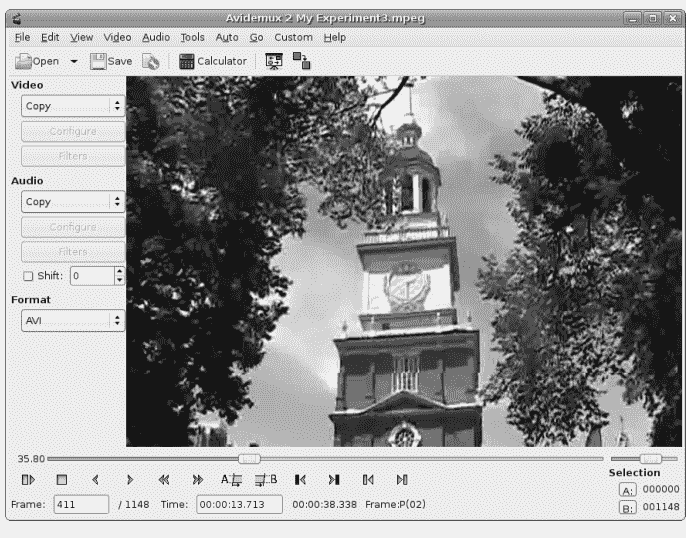 Avidemux 2 My Experiment3.mpeg
File Edit View Video Audio Tools Auto Go Custom Help
Open Save Calculator
Video
Copy
Configure
Filters
Audio
Copy
Configure
Filters
Shift: 0
Format
AVI
35.80
A B
Selection
A: 000000
B: 001148
Frame: 411 / 1148 Time: 00:00:13.713 00:00:38.338 Frame:P(02)